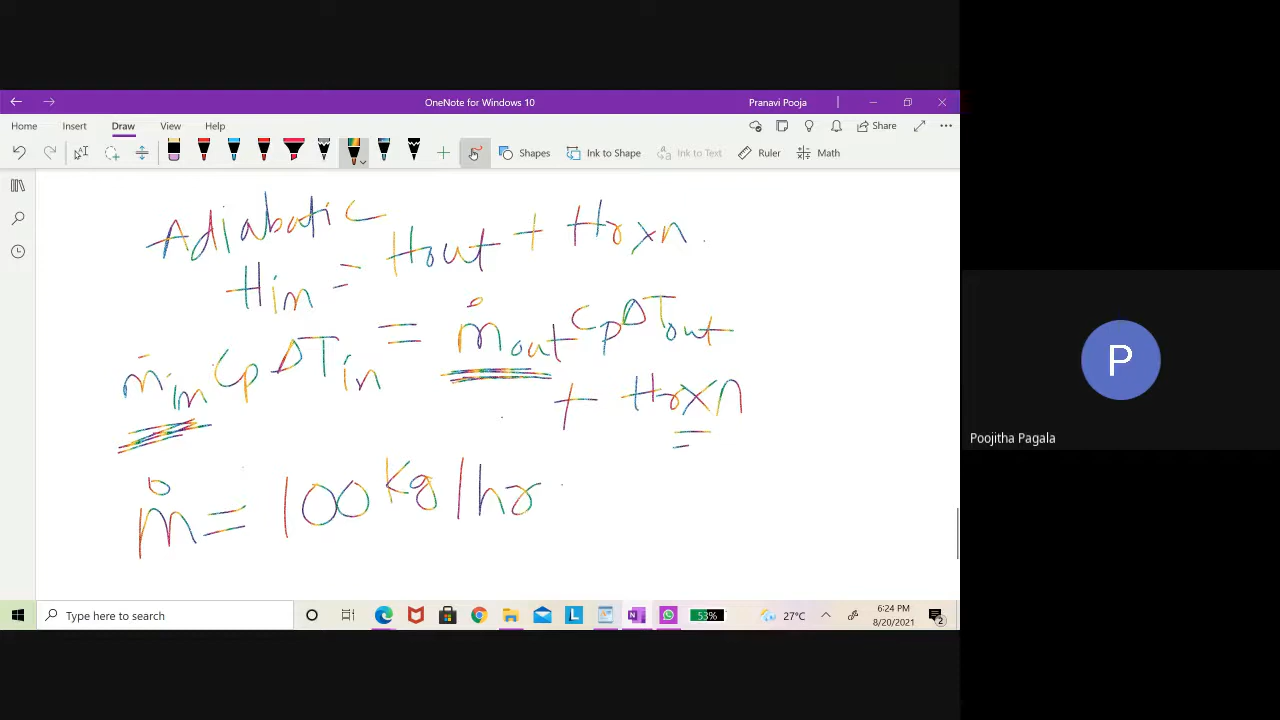 OneNote for Windows 10
Pranavi Pooja
Home Insert Draw View Help
Share
Shapes Ink to Shape Ink to Text Ruler Math
Adiabatic
Hin = Hout + Hrxn
ṁin Cp ΔTin = ṁout Cp ΔTout
+ Hrxn
ṁ = 100 kg/hr
P
Poojitha Pagala
Type here to search
53%
27°C
6:24 PM
8/20/2021
2